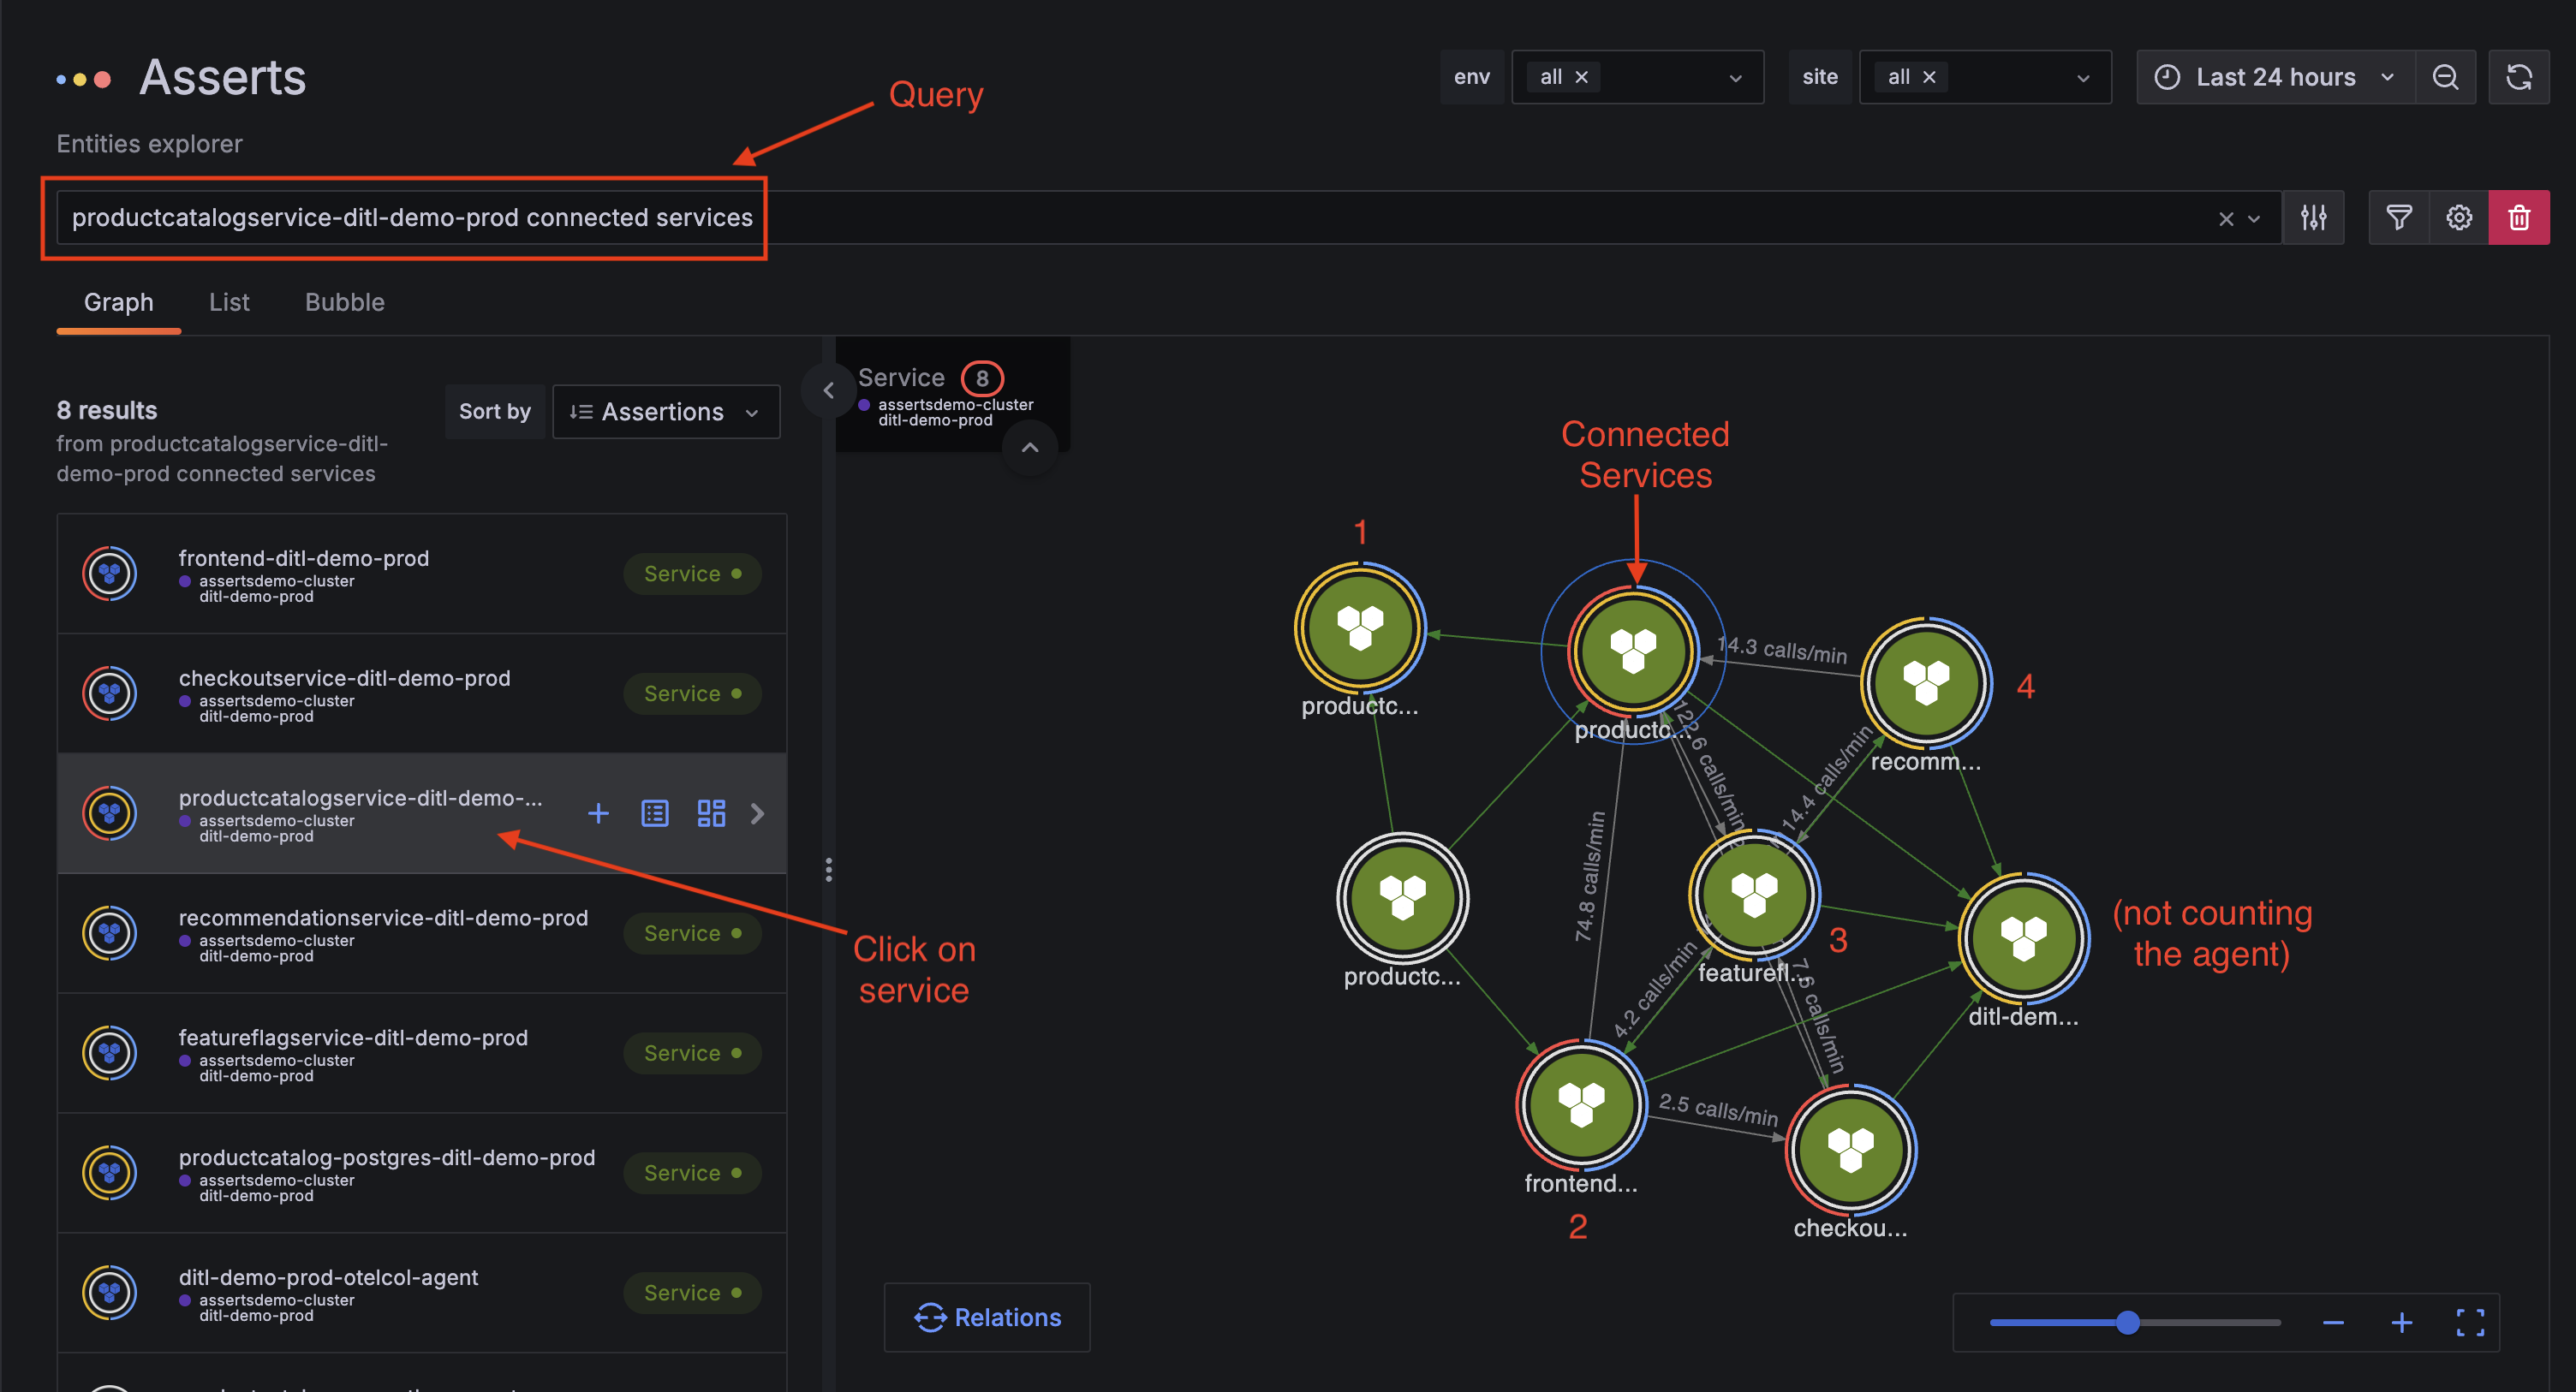 Asserts
Query
env
all
site
all
Last 24 hours
Entities explorer
productcatalogservice-ditl-demo-prod connected services
Graph
List
Bubble
8 results
from productcatalogservice-ditl-
demo-prod connected services
Sort by
Assertions
Service 8
assertsdemo-cluster
ditl-demo-prod
frontend-ditl-demo-prod
assertsdemo-cluster
ditl-demo-prod
Service
checkoutservice-ditl-demo-prod
assertsdemo-cluster
ditl-demo-prod
Service
productcatalogservice-ditl-demo-...
assertsdemo-cluster
ditl-demo-prod
recommendationservice-ditl-demo-prod
assertsdemo-cluster
ditl-demo-prod
Service
featureflagservice-ditl-demo-prod
assertsdemo-cluster
ditl-demo-prod
Service
productcatalog-postgres-ditl-demo-prod
assertsdemo-cluster
ditl-demo-prod
Service
ditl-demo-prod-otelcol-agent
assertsdemo-cluster
ditl-demo-prod
Service
Click on
service
Connected
Services
1
productc...
productc...
14.3 calls/min
4
recomm...
122.6 calls/min
14.4 calls/min
74.8 calls/min
productc...
featurefl...
3
(not counting
the agent)
ditl-dem...
4.2 calls/min
7.6 calls/min
2.5 calls/min
frontend...
2
checkou...
Relations